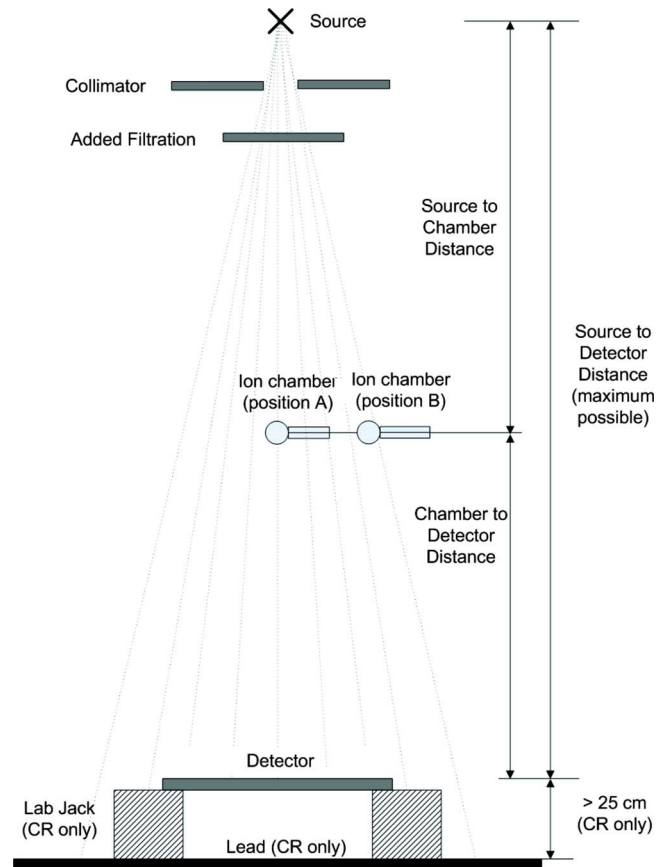 Source
Collimator
Added Filtration
Source to
Chamber
Distance
Source to
Detector
Distance
(maximum
possible)
Ion chamber
(position A)
Ion chamber
(position B)
Chamber to
Detector
Distance
Detector
Lab Jack
(CR only)
Lead (CR only)
> 25 cm
(CR only)